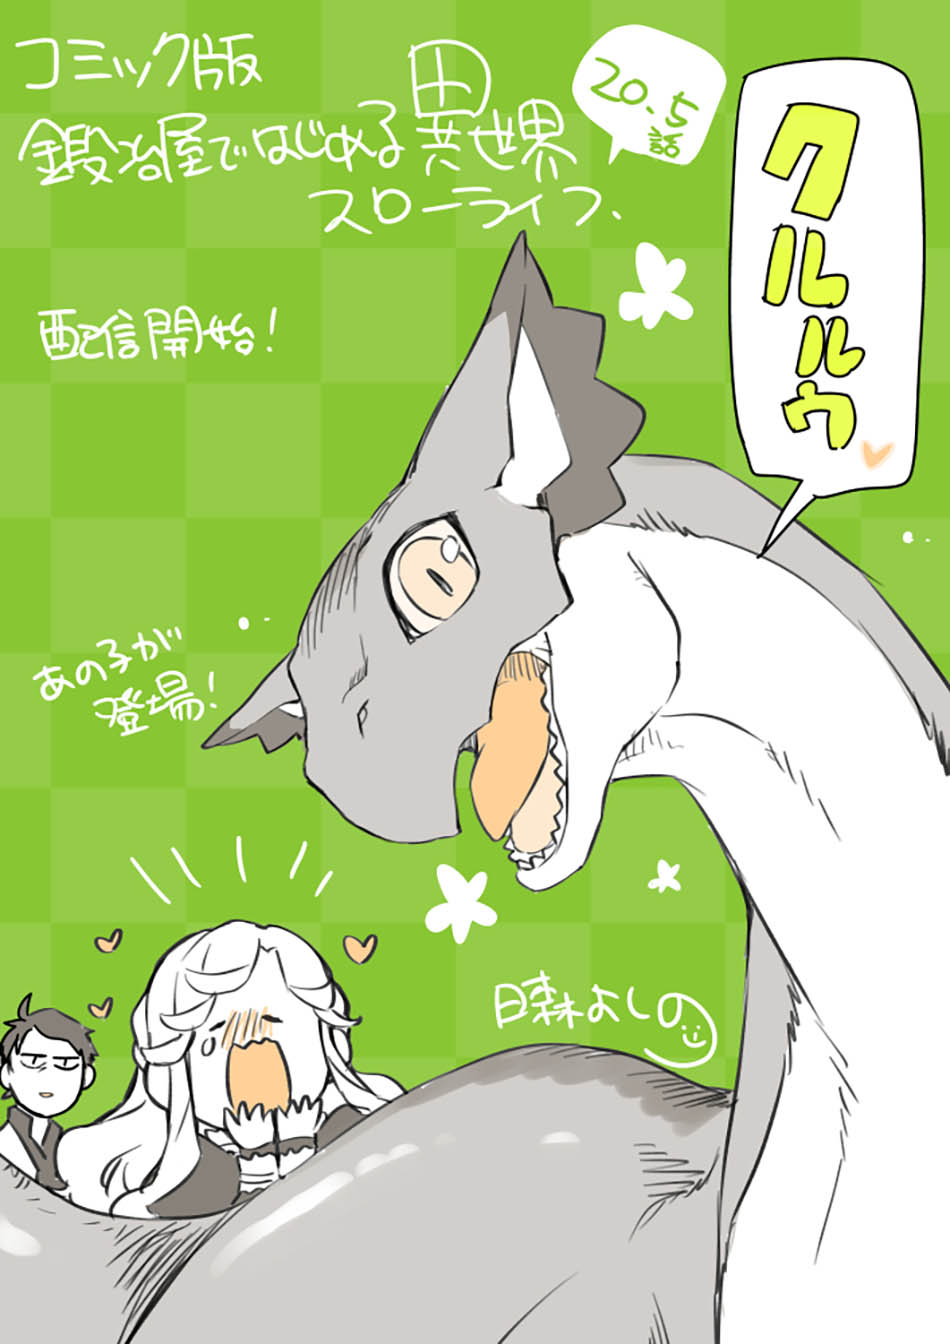 コミック版
鍛冶屋ではじめる異世界
スローライフ、
20.5
話
クルルルウ
配信開始!
あの子が
登場!
日森よしの